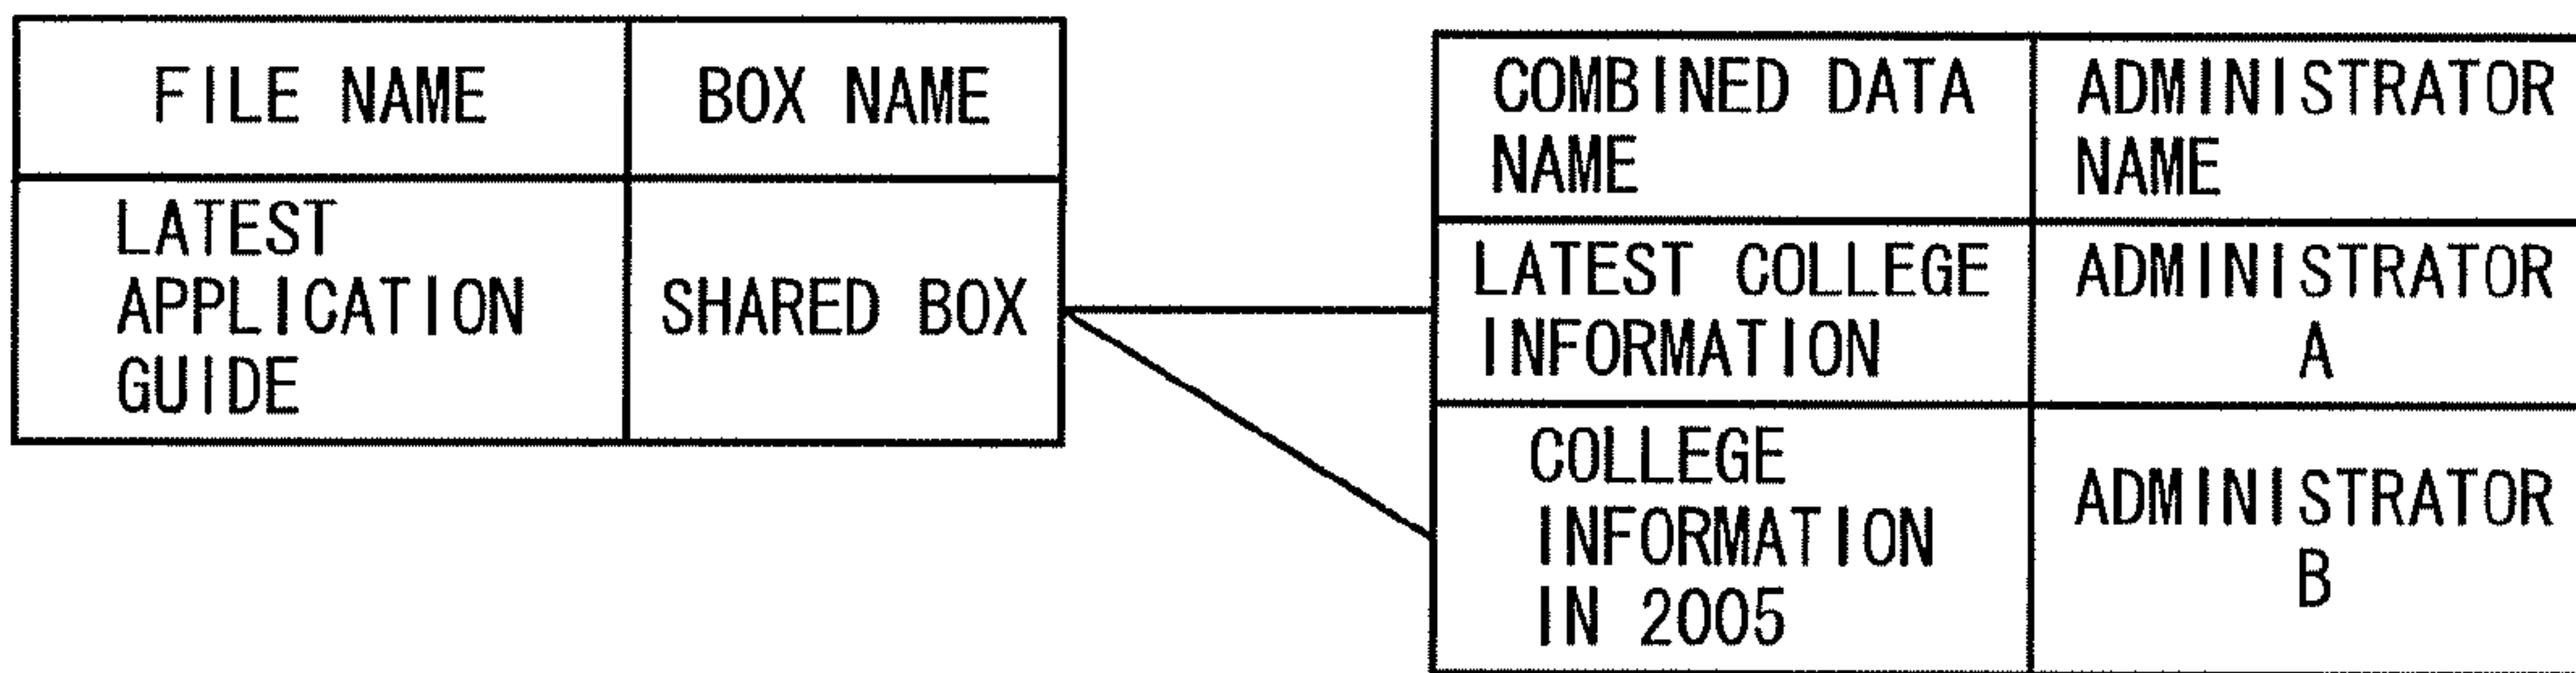 FILE NAME
BOX NAME
LATEST
APPLICATION
GUIDE
SHARED BOX
COMBINED DATA
NAME
ADMINISTRATOR
NAME
LATEST COLLEGE
INFORMATION
ADMINISTRATOR
A
COLLEGE
INFORMATION
IN 2005
ADMINISTRATOR
B